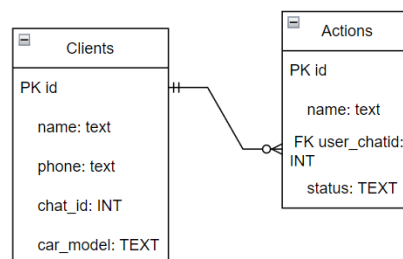 Clients
PK id
name: text
phone: text
chat_id: INT
car_model: TEXT
Actions
PK id
name: text
FK user_chatid:
INT
status: TEXT